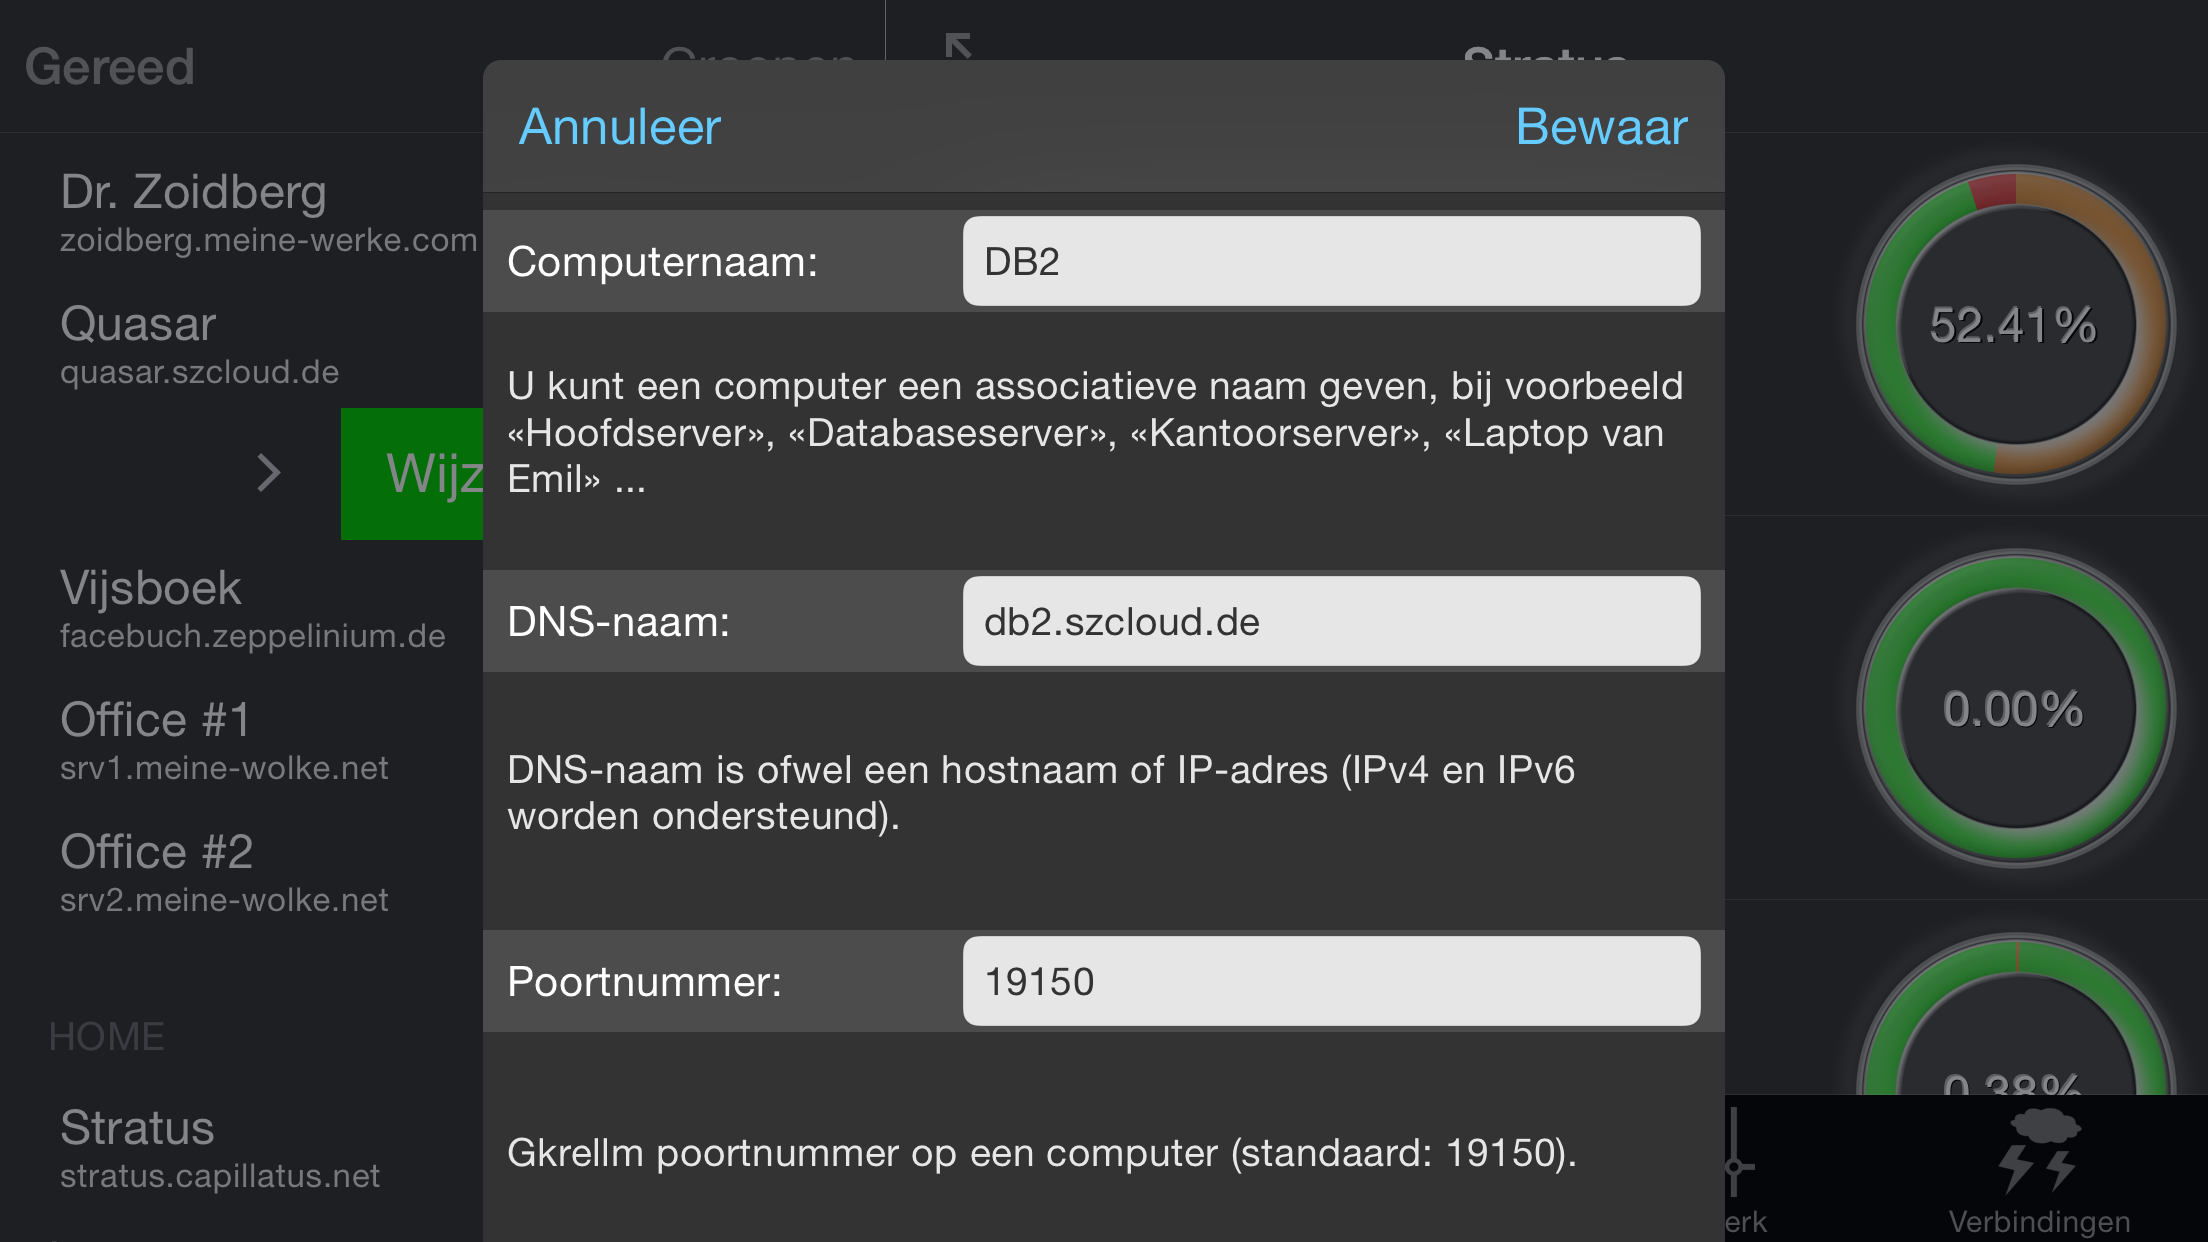 Gereed
Annuleer
Bewaar
Dr. Zoidberg
zoidberg.meine-werke.com
Quasar
quasar.szcloud.de
Wijz
Vijsboek
facebuch.zeppelinium.de
Office #1
srv1.meine-wolke.net
Office #2
srv2.meine-wolke.net
HOME
Stratus
stratus.capillatus.net
Computernaam:
DB2
U kunt een computer een associatieve naam geven, bij voorbeeld
«Hoofdserver», «Databaseserver», «Kantoorserver», «Laptop van
Emil» ...
DNS-naam:
db2.szcloud.de
DNS-naam is ofwel een hostnaam of IP-adres (IPv4 en IPv6
worden ondersteund).
Poortnummer:
19150
Gkrellm poortnummer op een computer (standaard: 19150).
52.41%
0.00%
0.38%
erk
Verbindingen